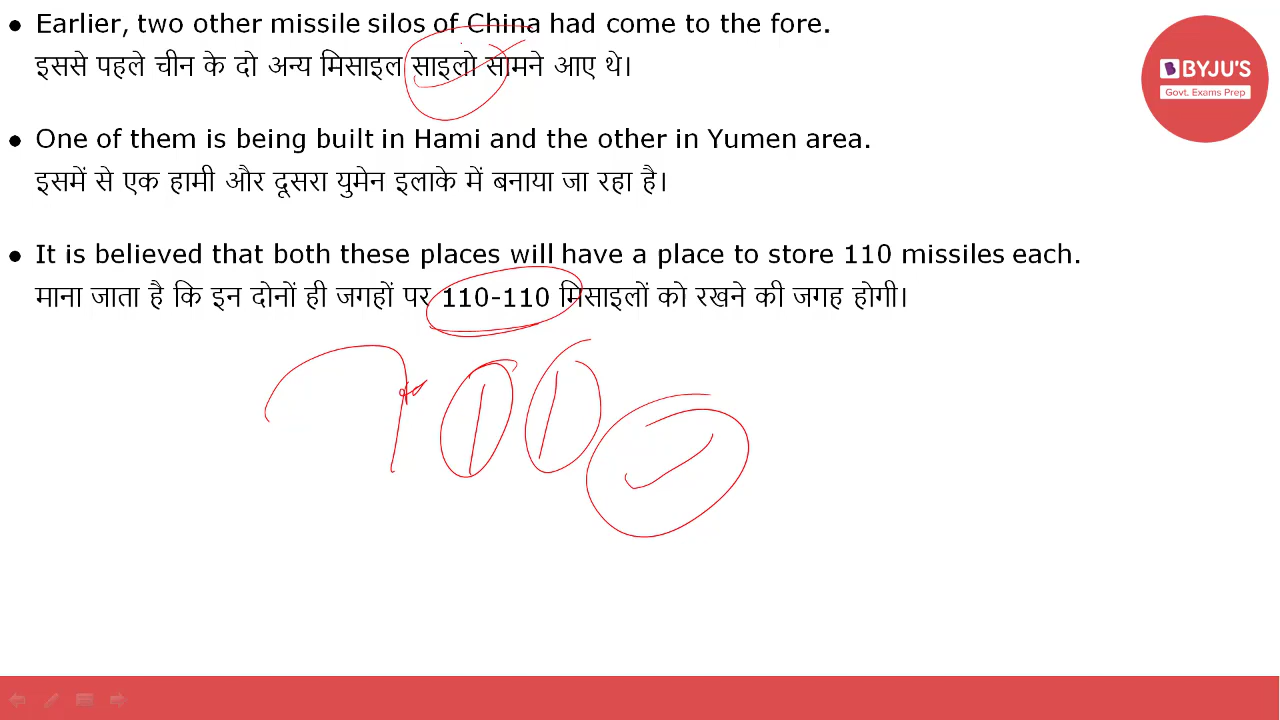 • Earlier, two other missile silos of China had come to the fore.
इससे पहले चीन के दो अन्य मिसाइल साइलो सामने आए थे।
• One of them is being built in Hami and the other in Yumen area.
इसमें से एक हामी और दूसरा युमेन इलाके में बनाया जा रहा है।
• It is believed that both these places will have a place to store 110 missiles each.
माना जाता है कि इन दोनों ही जगहों पर 110-110 मिसाइलों को रखने की जगह होगी।
BYJU'S
Govt. Exams Prep